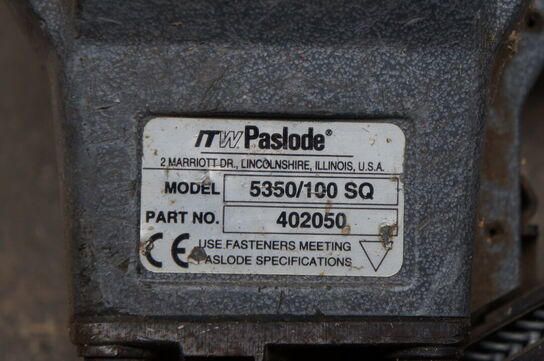 ITW Paslode®
2 MARRIOTT DR., LINCOLNSHIRE, ILLINOIS, U.S.A.
MODEL 5350/100 SQ
PART NO. 402050
CE USE FASTENERS MEETING
PASLODE SPECIFICATIONS